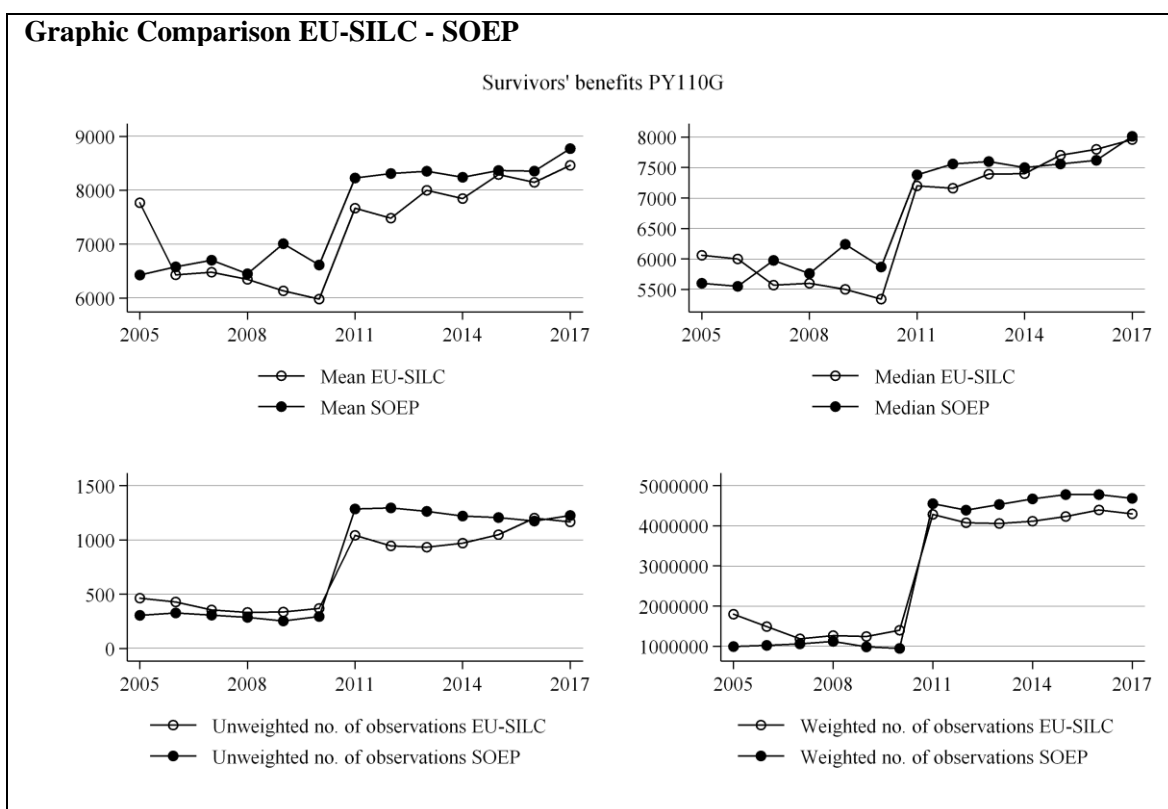 Graphic Comparison EU-SILC - SOEP
Survivors' benefits PY110G
9000
8000
7000
6000
2005 2008 2011 2014 2017
Mean EU-SILC
Mean SOEP
8000
7500
7000
6500
6000
5500
2005 2008 2011 2014 2017
Median EU-SILC
Median SOEP
1500
1000
500
0
2005 2008 2011 2014 2017
Unweighted no. of observations EU-SILC
Unweighted no. of observations SOEP
5000000
4000000
3000000
2000000
1000000
2005 2008 2011 2014 2017
Weighted no. of observations EU-SILC
Weighted no. of observations SOEP